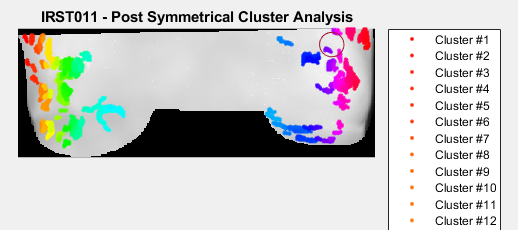 IRST011 - Post Symmetrical Cluster Analysis
Cluster #1
Cluster #2
Cluster #3
Cluster #4
Cluster #5
Cluster #6
Cluster #7
Cluster #8
Cluster #9
Cluster #10
Cluster #11
Cluster #12